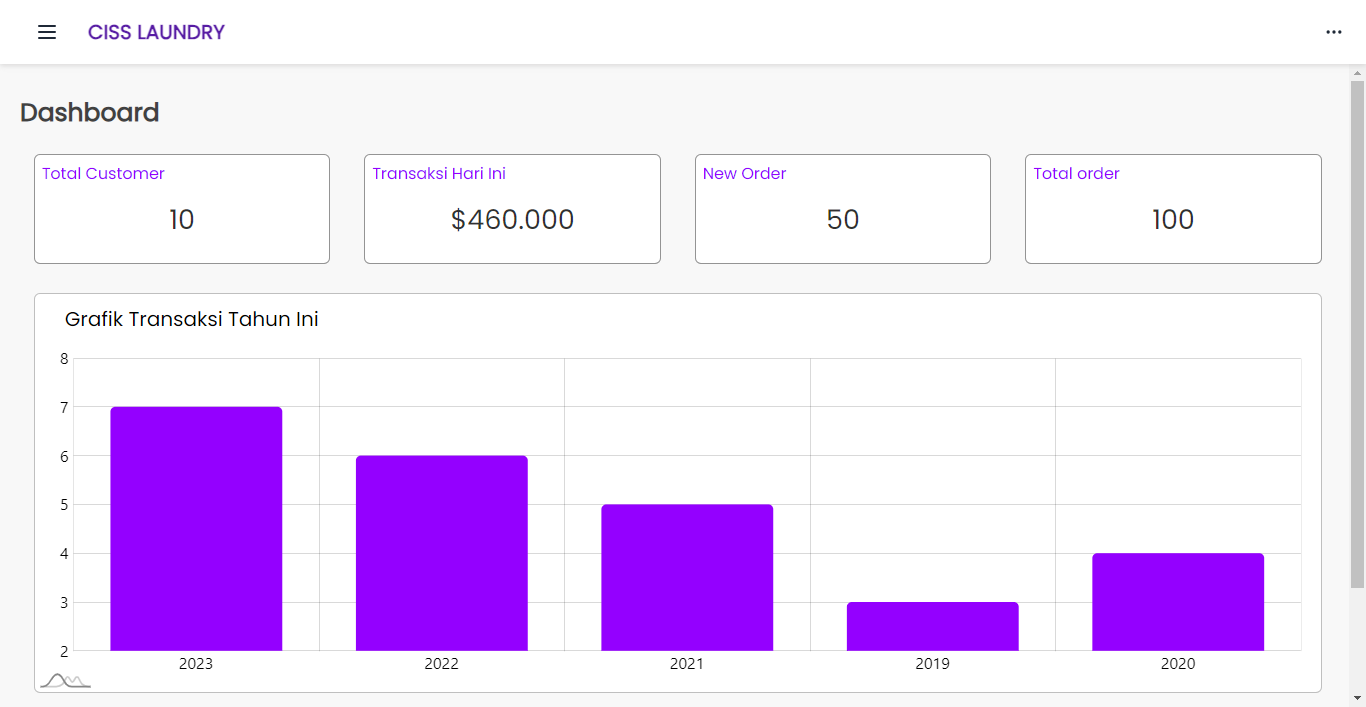 CISS LAUNDRY
Dashboard
Total Customer
10
Transaksi Hari Ini
$460.000
New Order
50
Total order
100
Grafik Transaksi Tahun Ini
8
7
6
5
4
3
2
2023 2022 2021 2019 2020